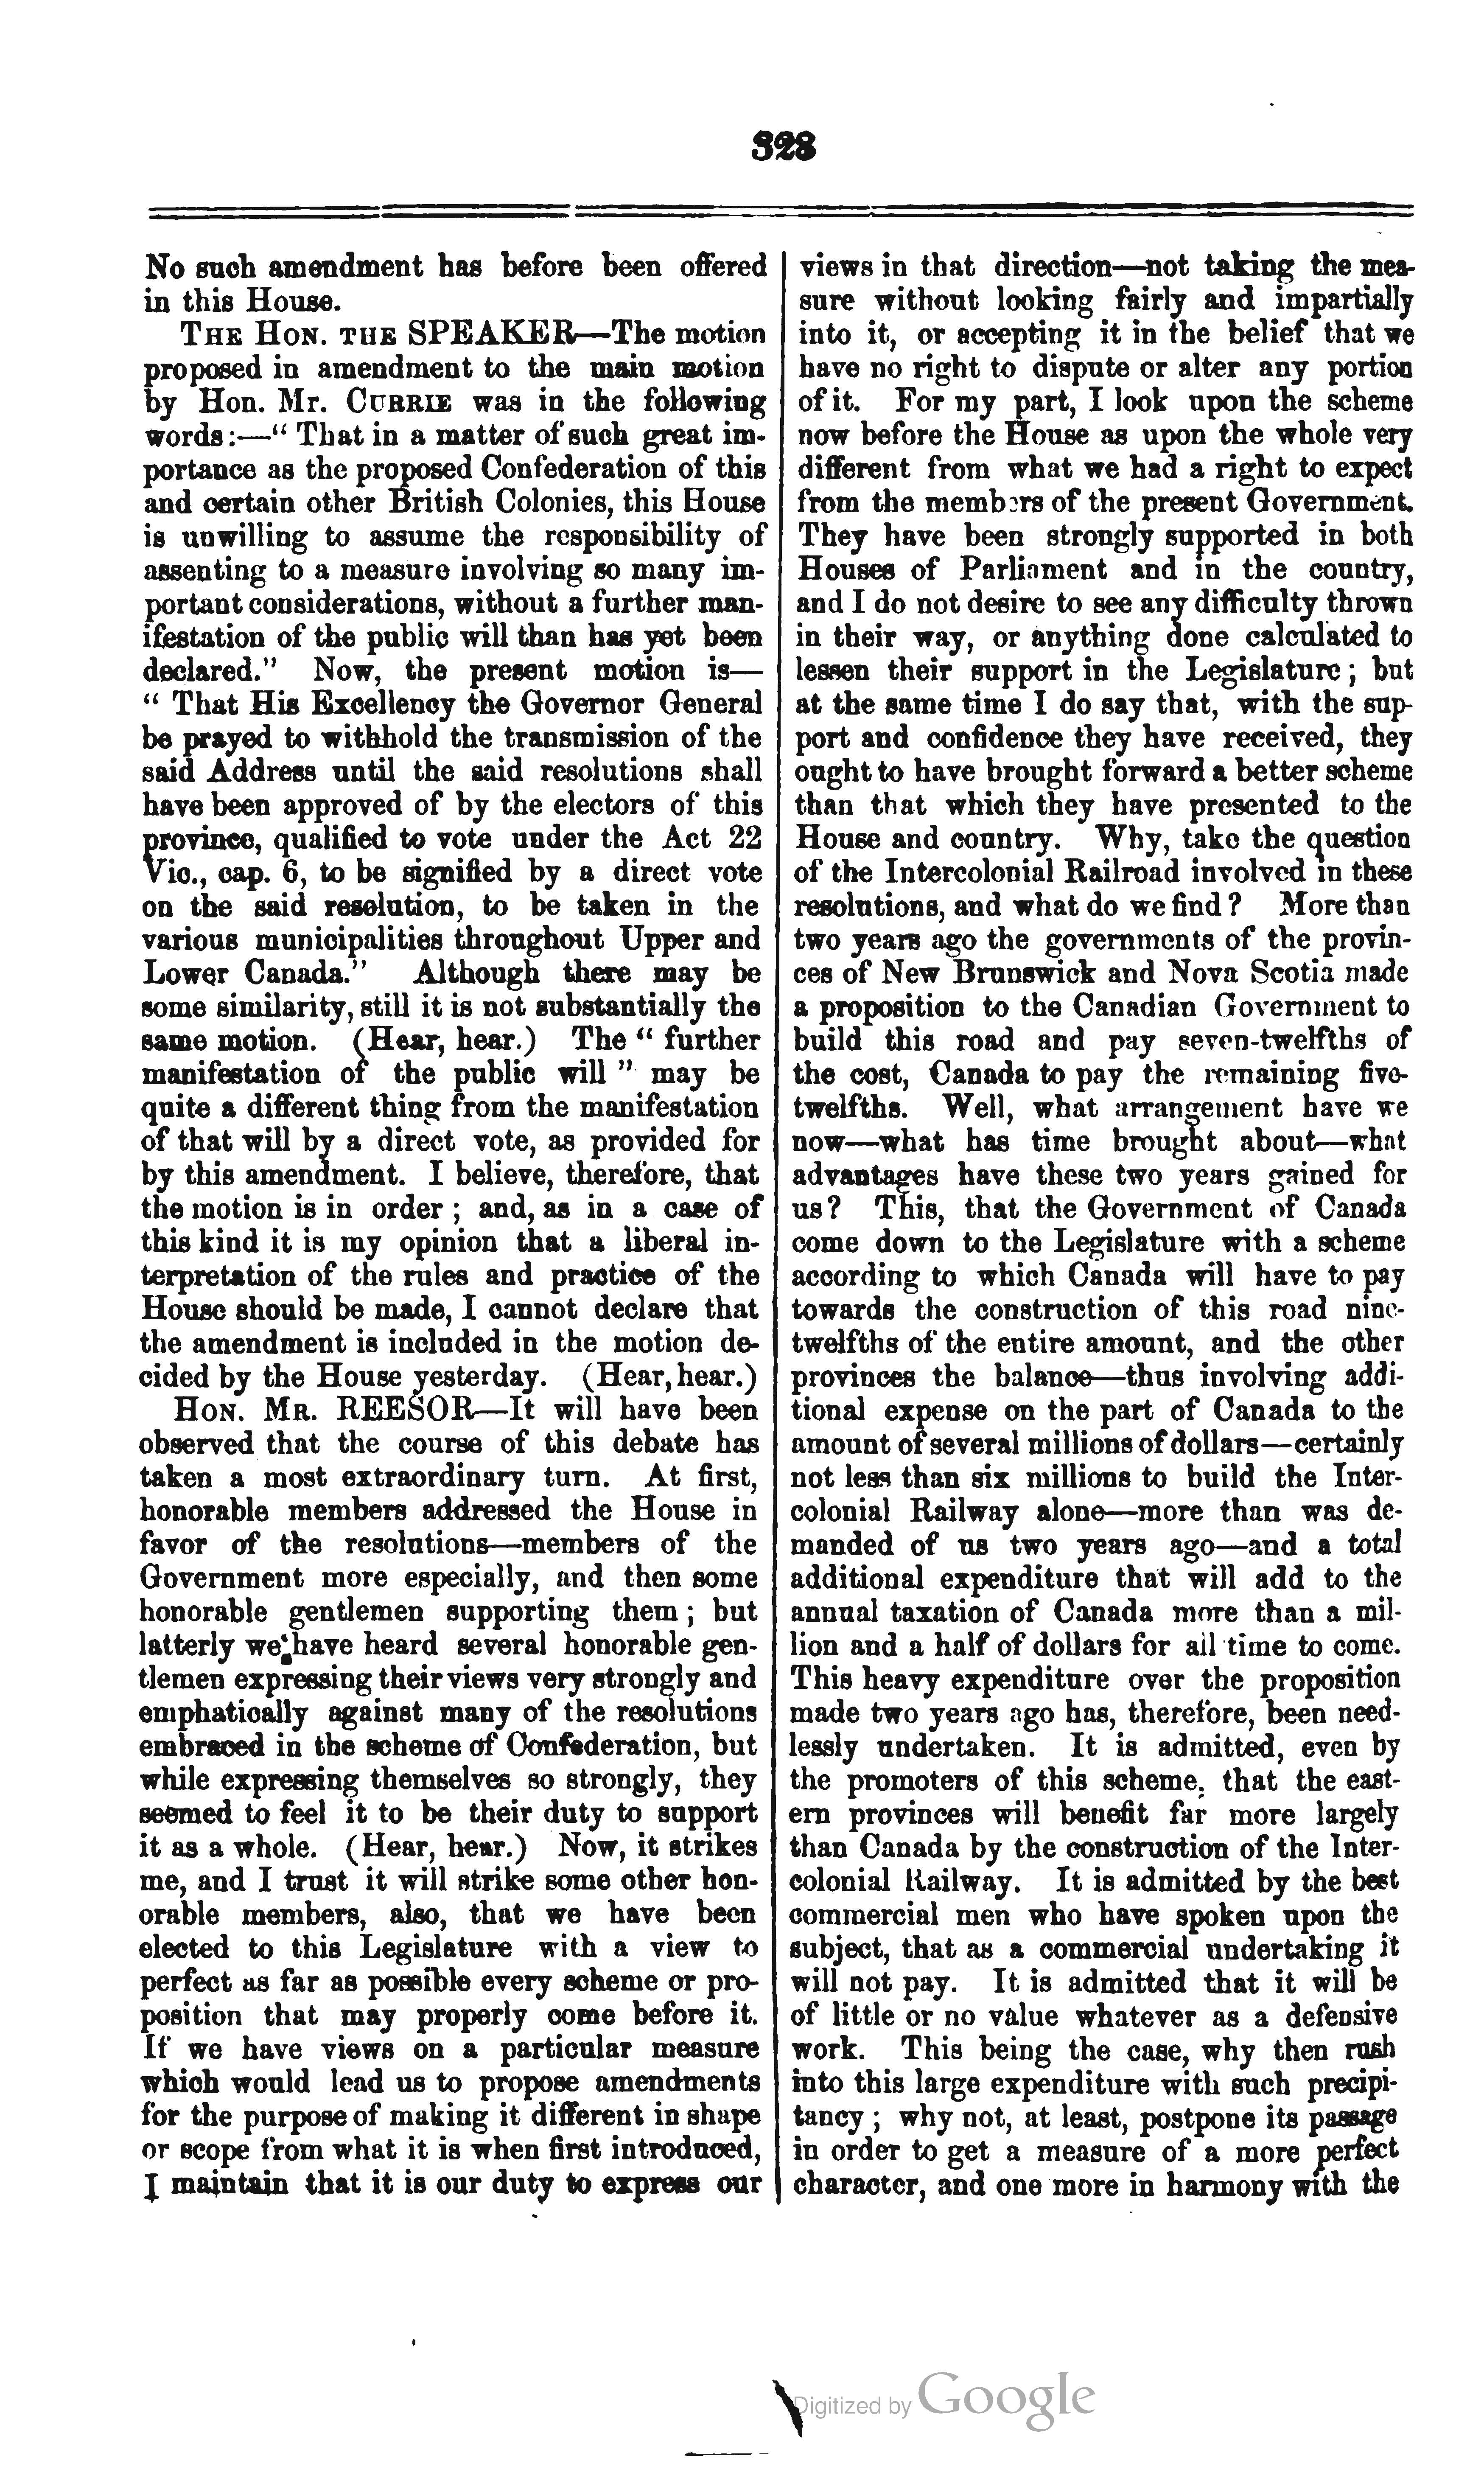 328
No such amendment has before been offered
in this House.
THE HON. THE SPEAKER—The motion
proposed in amendment to the main motion
by Hon. Mr. CURRIE was in the following
words:—“ That in a matter of such great im-
portance as the proposed Confederation of this
and certain other British Colonies, this House
is unwilling to assume the responsibility of
assenting to a measure involving so many im-
portant considerations, without a further man-
ifestation of the public will than has yet been
declared.” Now, the present motion is—
“ That His Excellency the Governor General
be prayed to withhold the transmission of the
said Address until the said resolutions shall
have been approved of by the electors of this
province, qualified to vote under the Act 22
Vic., cap. 6, to be signified by a direct vote
on the said resolution, to be taken in the
various municipalities throughout Upper and
Lower Canada.” Although there may be
some similarity, still it is not substantially the
same motion. (Hear, hear.) The “ further
manifestation of the public will ” may be
quite a different thing from the manifestation
of that will by a direct vote, as provided for
by this amendment. I believe, therefore, that
the motion is in order ; and, as in a case of
this kind it is my opinion that a liberal in-
terpretation of the rules and practice of the
House should be made, I cannot declare that
the amendment is included in the motion de-
cided by the House yesterday. (Hear, hear.)
HON. MR. REESOR—It will have been
observed that the course of this debate has
taken a most extraordinary turn. At first,
honorable members addressed the House in
favor of the resolutions—members of the
Government more especially, and then some
honorable gentlemen supporting them ; but
latterly we have heard several honorable gen-
tlemen expressing their views very strongly and
emphatically against many of the resolutions
embraced in the scheme of Confederation, but
while expressing themselves so strongly, they
seemed to feel it to be their duty to support
it as a whole. (Hear, hear.) Now, it strikes
me, and I trust it will strike some other hon-
orable members, also, that we have been
elected to this Legislature with a view to
perfect as far as possible every scheme or pro-
position that may properly come before it.
If we have views on a particular measure
which would lead us to propose amendments
for the purpose of making it different in shape
or scope from what it is when first introduced,
I maintain that it is our duty to express our
views in that direction—not taking the mea-
sure without looking fairly and impartially
into it, or accepting it in the belief that we
have no right to dispute or alter any portion
of it. For my part, I look upon the scheme
now before the House as upon the whole very
different from what we had a right to expect
from the members of the present Government.
They have been strongly supported in both
Houses of Parliament and in the country,
and I do not desire to see any difficulty thrown
in their way, or anything done calculated to
lessen their support in the Legislature ; but
at the same time I do say that, with the sup-
port and confidence they have received, they
ought to have brought forward a better scheme
than that which they have presented to the
House and country. Why, take the question
of the Intercolonial Railroad involved in these
resolutions, and what do we find ? More than
two years ago the governments of the provin-
ces of New Brunswick and Nova Scotia made
a proposition to the Canadian Government to
build this road and pay seven-twelfths of
the cost, Canada to pay the remaining five-
twelfths. Well, what arrangement have we
now—what has time brought about—what
advantages have these two years gained for
us? This, that the Government of Canada
come down to the Legislature with a scheme
according to which Canada will have to pay
towards the construction of this road nine-
twelfths of the entire amount, and the other
provinces the balance—thus involving addi-
tional expense on the part of Canada to the
amount of several millions of dollars—certainly
not less than six millions to build the Inter-
colonial Railway alone—more than was de-
manded of us two years ago—and a total
additional expenditure that will add to the
annual taxation of Canada more than a mil-
lion and a half of dollars for all time to come.
This heavy expenditure over the proposition
made two years ago has, therefore, been need-
lessly undertaken. It is admitted, even by
the promoters of this scheme, that the east-
ern provinces will benefit far more largely
than Canada by the construction of the Inter-
colonial Railway. It is admitted by the best
commercial men who have spoken upon the
subject, that as a commercial undertaking it
will not pay. It is admitted that it will be
of little or no value whatever as a defensive
work. This being the case, why then rush
into this large expenditure with such precipi-
tancy ; why not, at least, postpone its passage
in order to get a measure of a more perfect
character, and one more in harmony with the
Digitized by Google